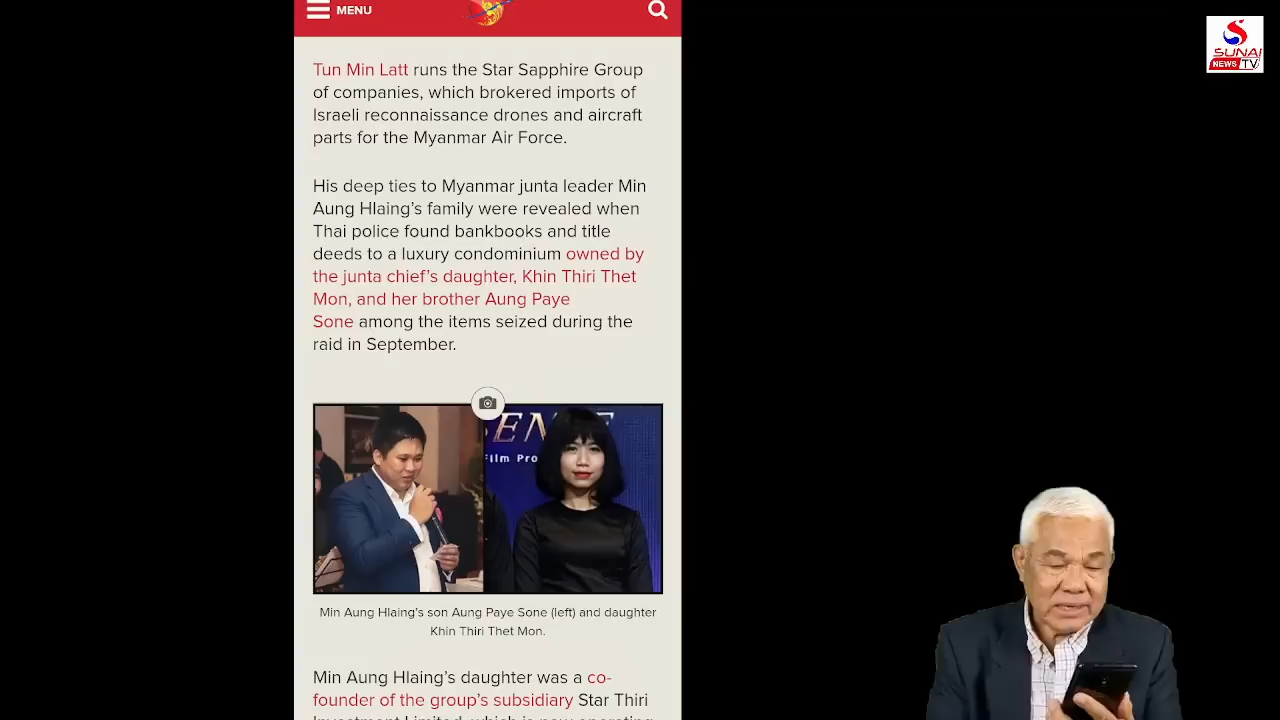 MENU
SUNAI
NEWS TV
Tun Min Latt runs the Star Sapphire Group
of companies, which brokered imports of
Israeli reconnaissance drones and aircraft
parts for the Myanmar Air Force.
His deep ties to Myanmar junta leader Min
Aung Hlaing’s family were revealed when
Thai police found bankbooks and title
deeds to a luxury condominium owned by
the junta chief’s daughter, Khin Thiri Thet
Mon, and her brother Aung Paye
Sone among the items seized during the
raid in September.
Film Pro
Min Aung Hlaing’s son Aung Paye Sone (left) and daughter
Khin Thiri Thet Mon.
Min Aung Hlaing’s daughter was a co-
founder of the group’s subsidiary Star Thiri